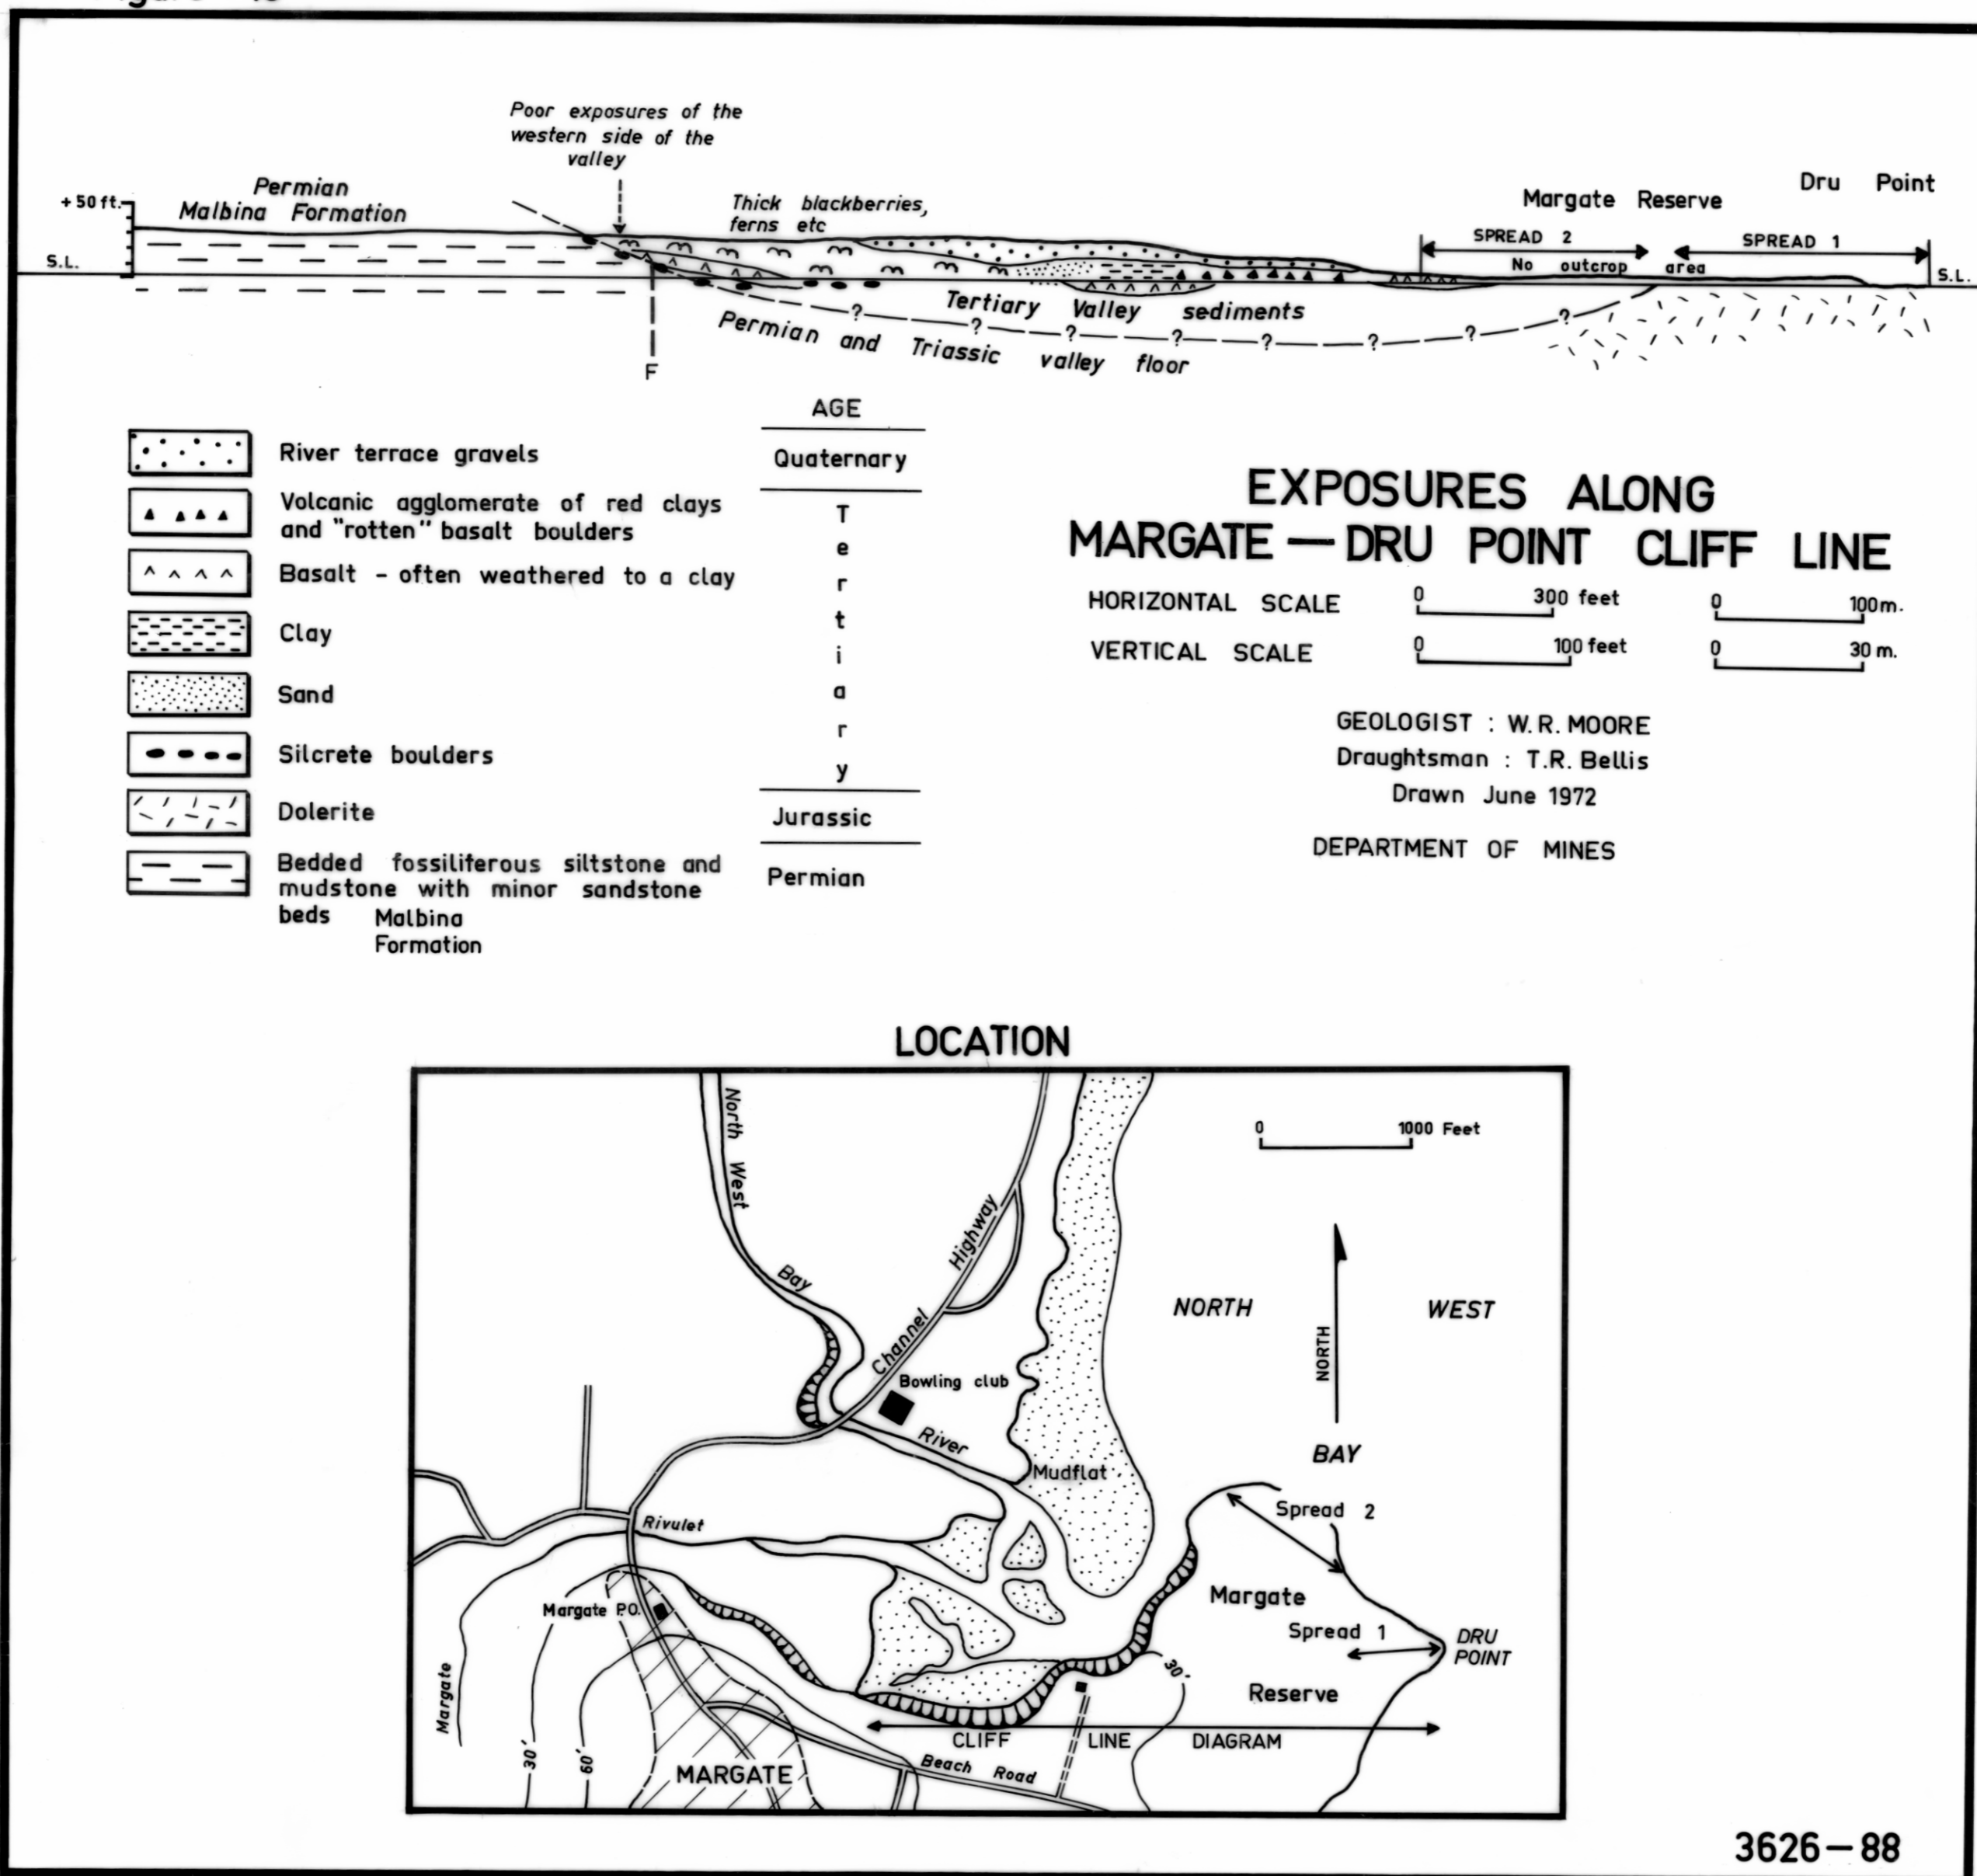 Poor exposures of the
western side of the
valley
Permian
Malbina Formation
+ 50 ft.
S.L.
Thick blackberries,
ferns etc
Dru Point
Margate Reserve
SPREAD 2
SPREAD 1
No outcrop area
S.L.
Tertiary Valley sediments
? ? ? ? ? ? ? ?
Permian and Triassic valley floor
F
AGE
River terrace gravels
Quaternary
Volcanic agglomerate of red clays
and "rotten" basalt boulders
Basalt - often weathered to a clay
Clay
Sand
Silcrete boulders
Tertiary
Dolerite
Jurassic
Bedded fossiliferous siltstone and
mudstone with minor sandstone
beds Malbina
Formation
Permian
EXPOSURES ALONG
MARGATE — DRU POINT CLIFF LINE
HORIZONTAL SCALE 0 300 feet 0 100m.
VERTICAL SCALE 0 100 feet 0 30 m.
GEOLOGIST : W.R. MOORE
Draughtsman : T.R. Bellis
Drawn June 1972
DEPARTMENT OF MINES
LOCATION
North West Bay River
0 1000 Feet
Channel Highway
NORTH WEST
NORTH
Bowling club
BAY
Mudflat
Spread 2
Rivulet
Margate
Margate P.O.
Spread 1
DRU
POINT
30'
Margate
Reserve
CLIFF LINE DIAGRAM
30'
60'
MARGATE
Beach Road
3626—88